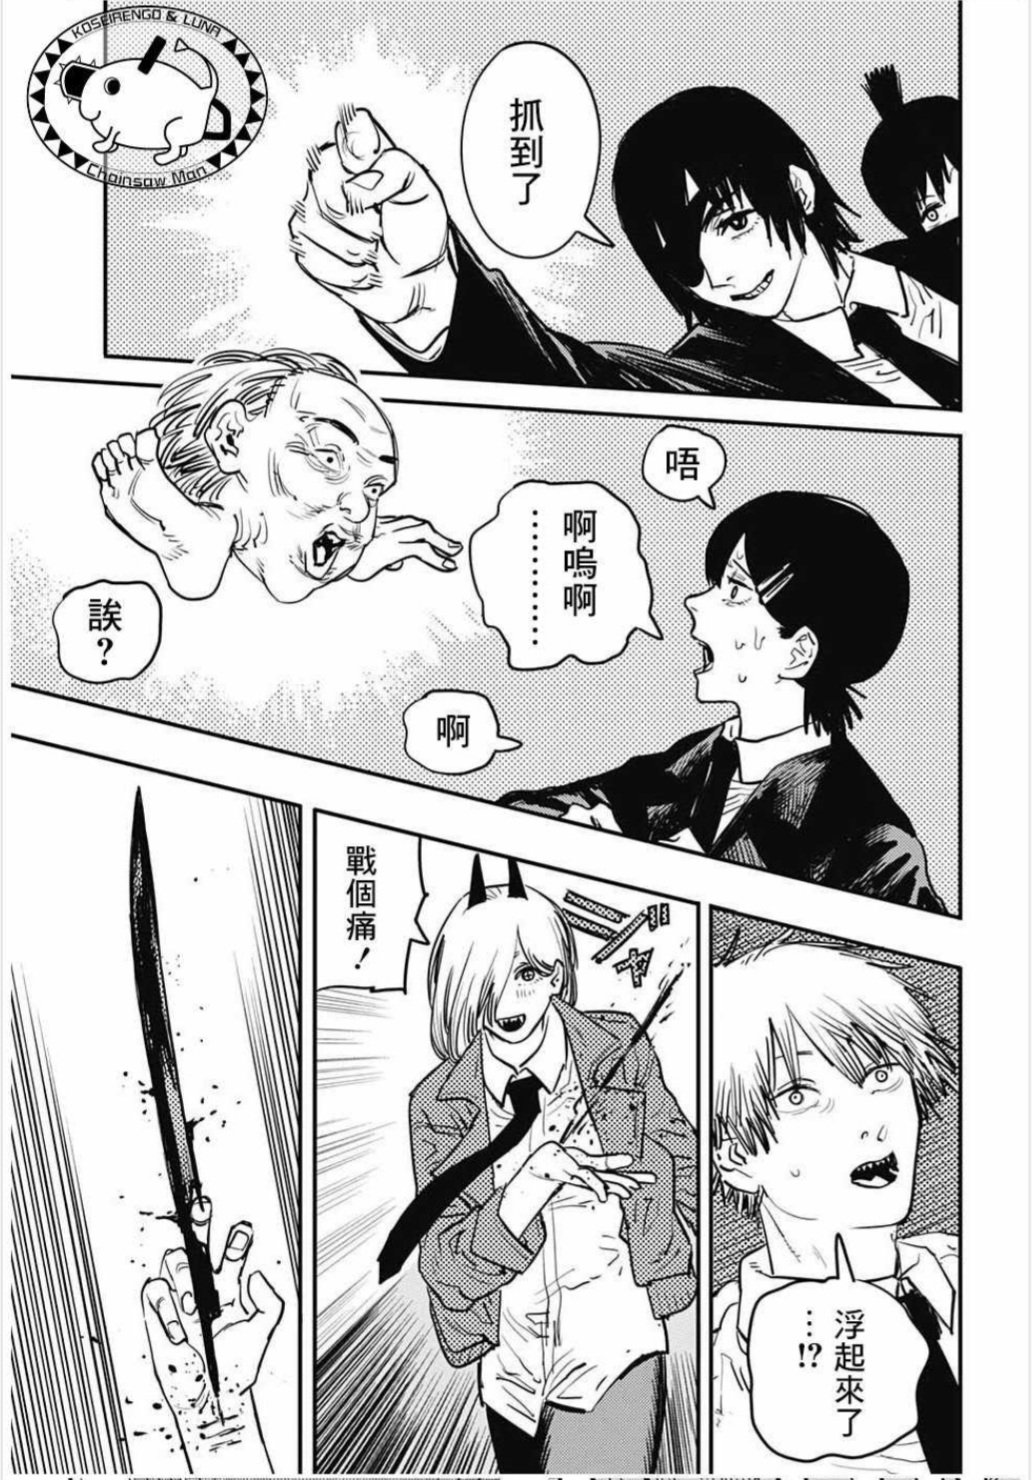 KOSEIRENGO & LUNA
Chainsaw Man
抓到了
唔
啊嗚啊
…………
誒?
啊
浮起來了
…!?
戰個痛!